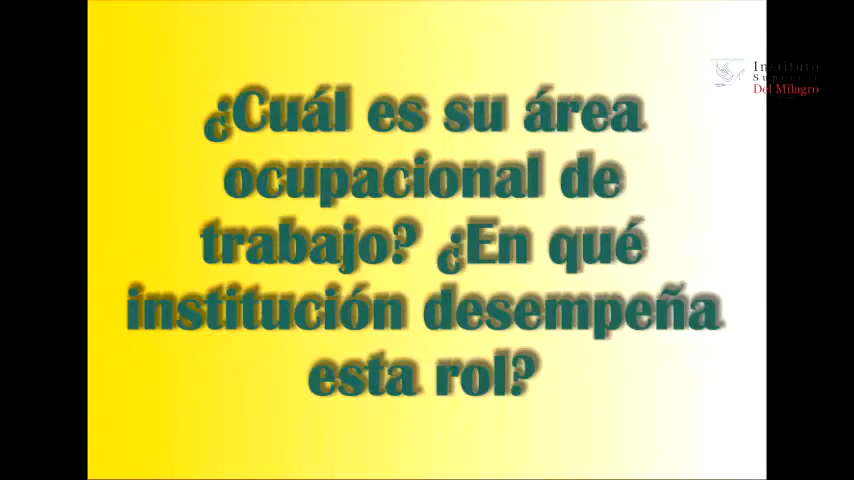 ¿Cuál es su área
ocupacional de
trabajo? ¿En qué
institución desempeña
esta rol?
Instituto
Superior
Del Milagro